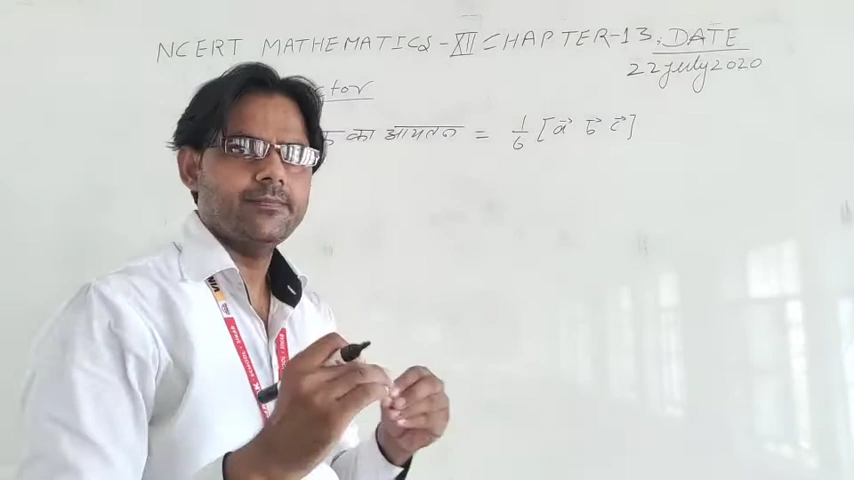 NCERT MATHEMATICS - XII CHAPTER-13. DATE
22 july 2020
ctor
का आयतन = 1/6 [a⃗ b⃗ c⃗]